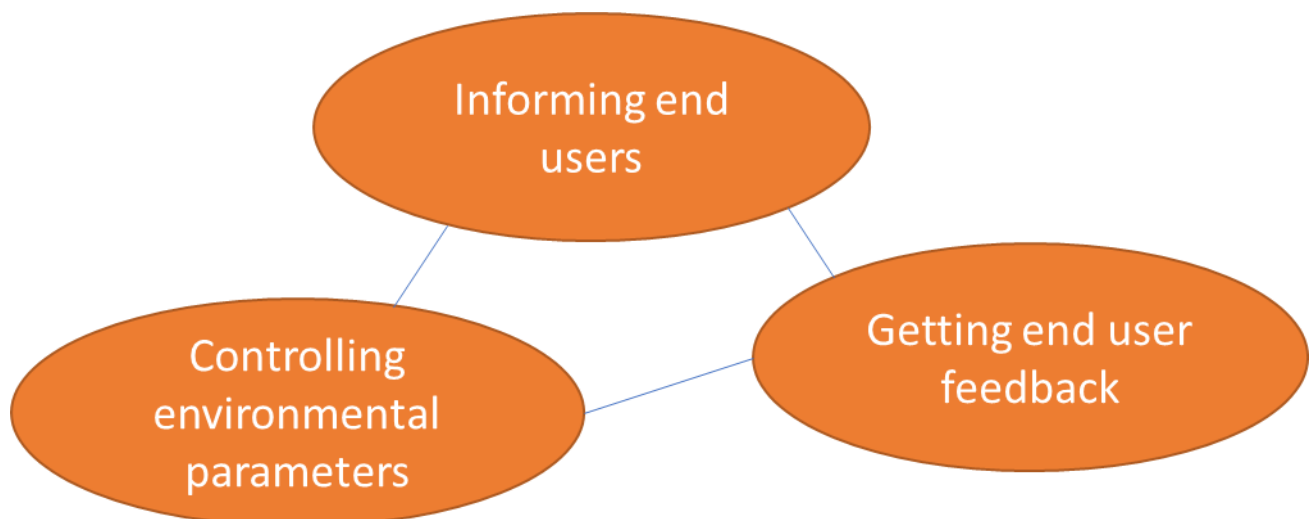 Informing end
users
Getting end user
feedback
Controlling
environmental
parameters